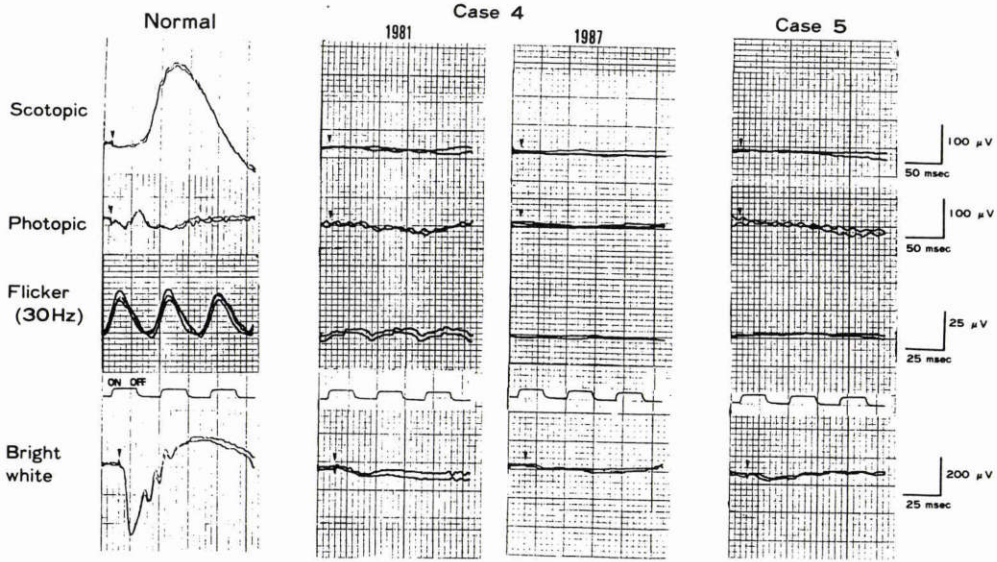 Normal
Case 4
1981
1987
Case 5
Scotopic
100 μV
50 msec
Photopic
100 μV
50 msec
Flicker
(30Hz)
25 μV
25 msec
ON OFF
Bright
white
200 μV
25 msec